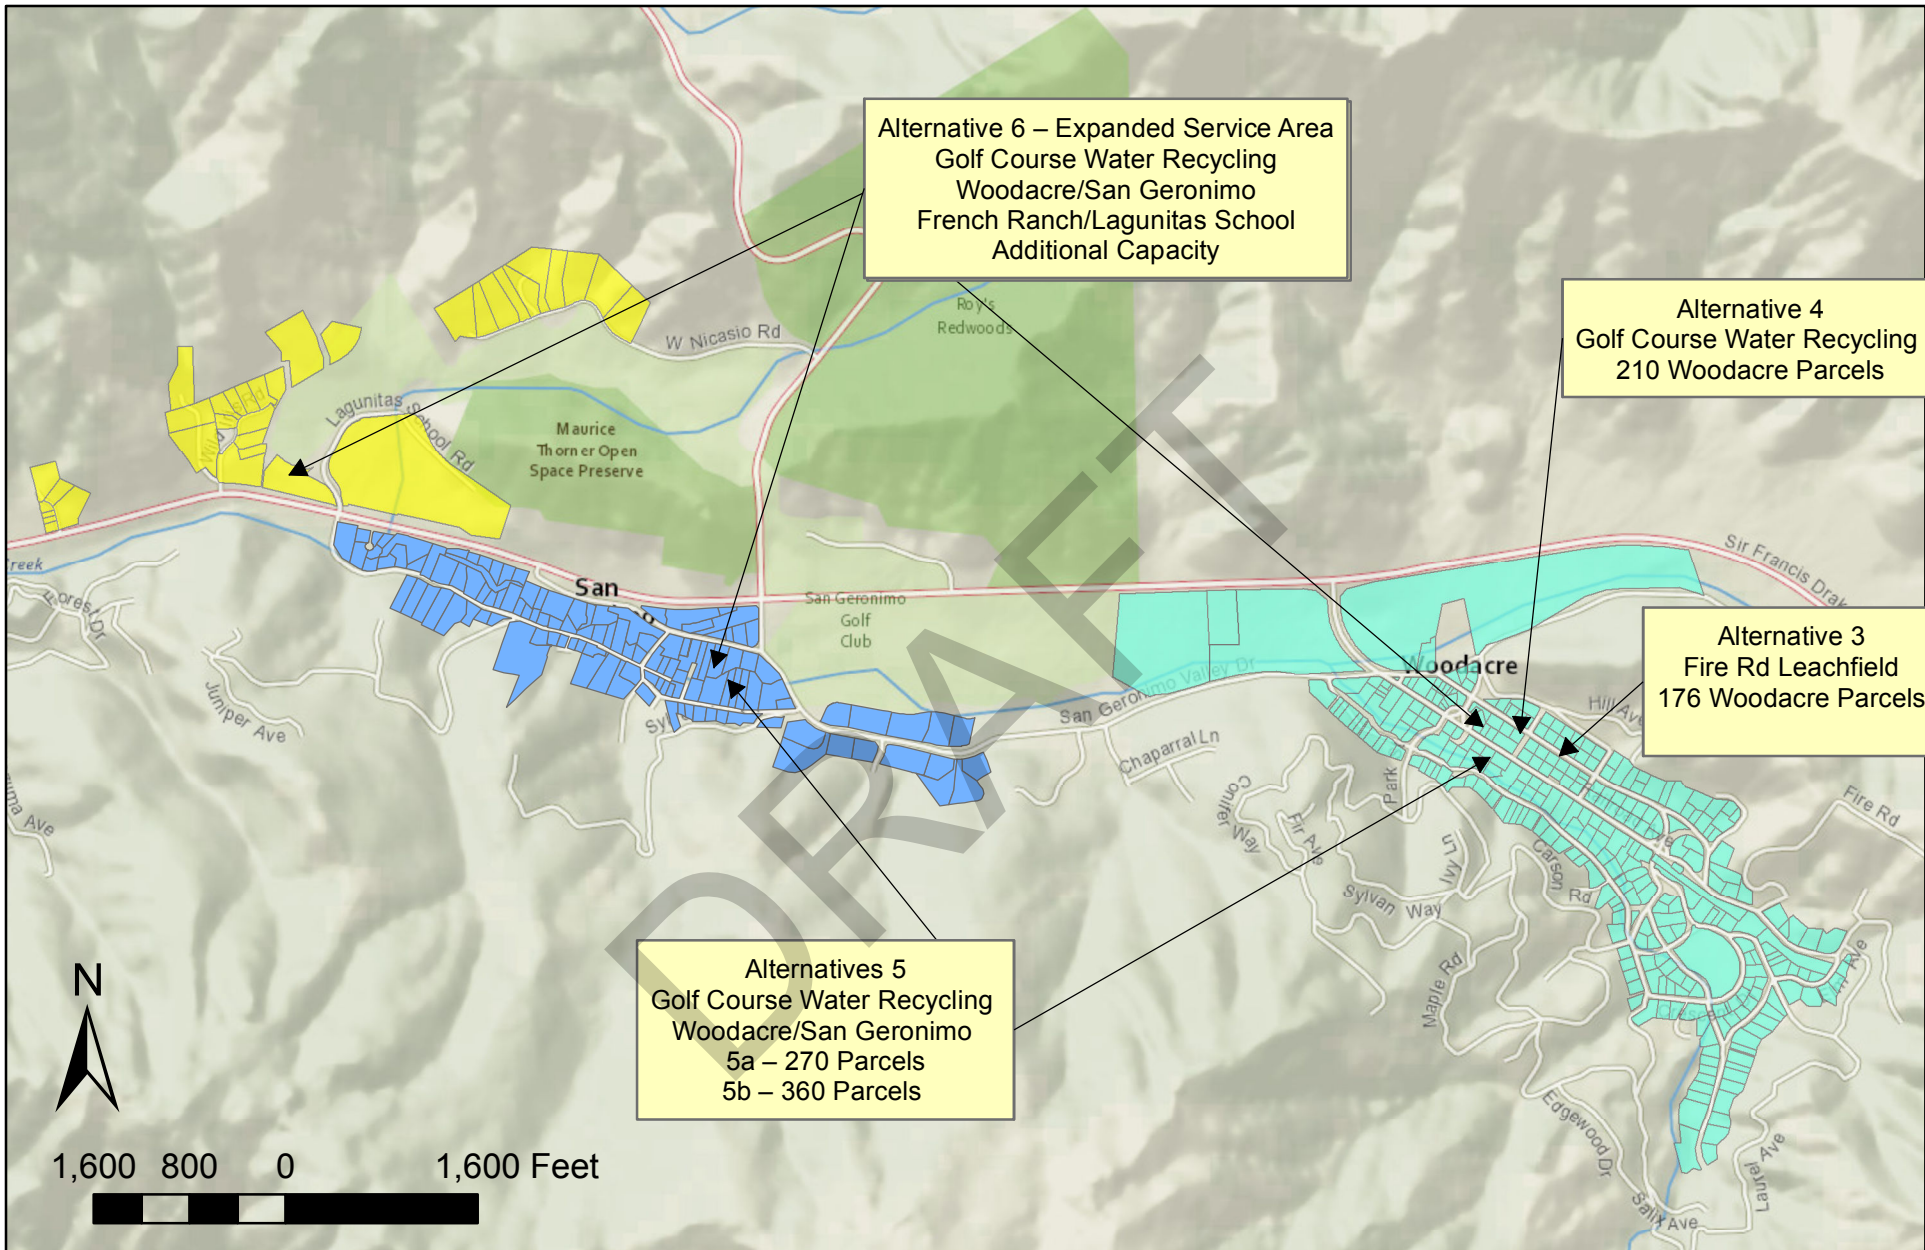 Alternative 6 – Expanded Service Area
Golf Course Water Recycling
Woodacre/San Geronimo
French Ranch/Lagunitas School
Additional Capacity
Alternative 4
Golf Course Water Recycling
210 Woodacre Parcels
Roy's
Redwoods
W Nicasio Rd
Lagunitas School Rd
Maurice
Thorner Open
Space Preserve
Sir Francis Drak
Creek
Forest Dr
San
San Geronimo
Golf
Club
Alternative 3
Fire Rd Leachfield
176 Woodacre Parcels
Woodacre
San Geronimo Valley Dr
Hill Ave
Juniper Ave
Chaparral Ln
Park
Conifer Way
Fir Ave
Ivy Ln
Carson Rd
Fire Rd
Sylvan Way
Maple Rd
DRAFT
Alternatives 5
Golf Course Water Recycling
Woodacre/San Geronimo
5a – 270 Parcels
5b – 360 Parcels
Edgewood Dr
Laurel Ave
Salix Ave
N
1,600 800 0 1,600 Feet